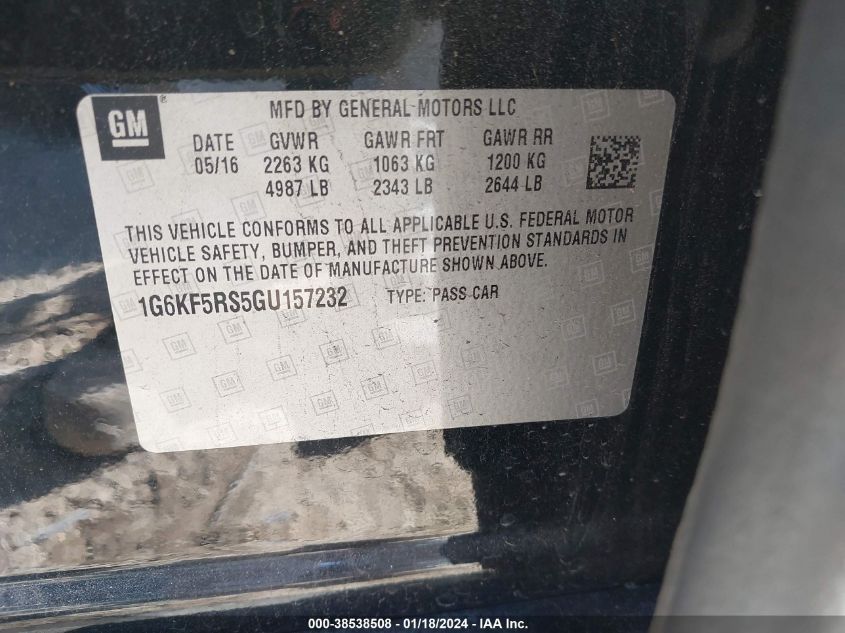 GM
®
MFD BY GENERAL MOTORS LLC
DATE GVWR GAWR FRT GAWR RR
05/16 2263 KG 1063 KG 1200 KG
4987 LB 2343 LB 2644 LB
THIS VEHICLE CONFORMS TO ALL APPLICABLE U.S. FEDERAL MOTOR
VEHICLE SAFETY, BUMPER, AND THEFT PREVENTION STANDARDS IN
EFFECT ON THE DATE OF MANUFACTURE SHOWN ABOVE.
1G6KF5RS5GU157232 TYPE: PASS CAR
000-38538508 - 01/18/2024 - IAA Inc.